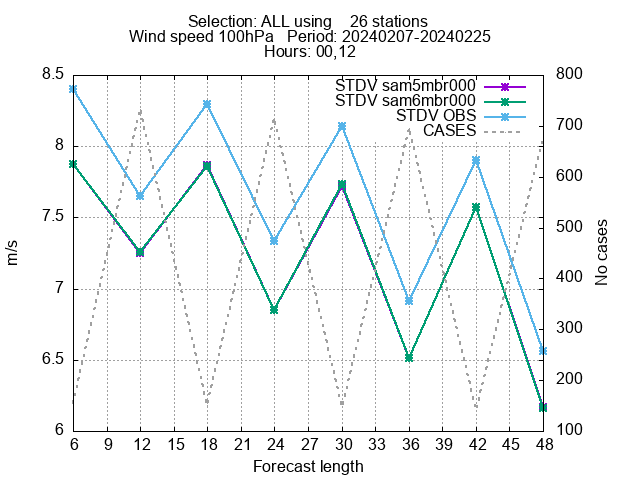 Selection: ALL using    26 stations
Wind speed 100hPa   Period: 20240207-20240225
Hours: 00,12
STDV sam5mbr000
STDV sam6mbr000
STDV OBS
CASES
8.5
8
7.5
7
6.5
6
m/s
800
700
600
500
400
300
200
100
No cases
6 9 12 15 18 21 24 27 30 33 36 39 42 45 48
Forecast length